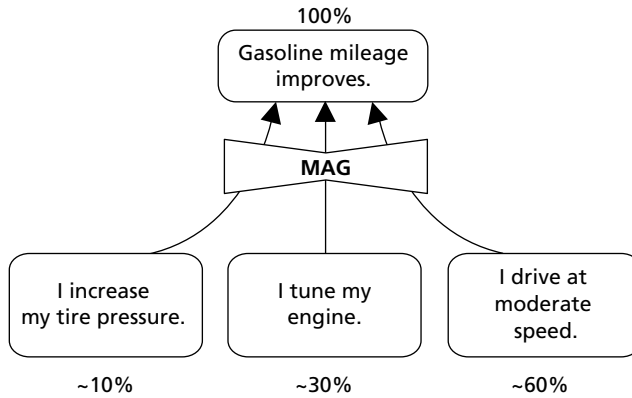 100%
Gasoline mileage
improves.
MAG
I increase
my tire pressure.
I tune my
engine.
I drive at
moderate
speed.
~10%
~30%
~60%